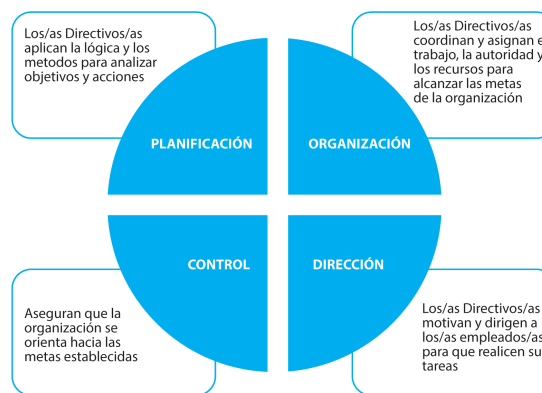 Los/as Directivos/as
aplican la lógica y los
metodos para analizar
objetivos y acciones
Los/as Directivos/as
coordinan y asignan e
trabajo, la autoridad y
los recursos para
alcanzar las metas
de la organización
PLANIFICACIÓN
ORGANIZACIÓN
CONTROL
DIRECCIÓN
Aseguran que la
organización se
orienta hacia las
metas establecidas
Los/as Directivos/as
motivan y dirigen a
los/as empleados/as
para que realicen su
tareas